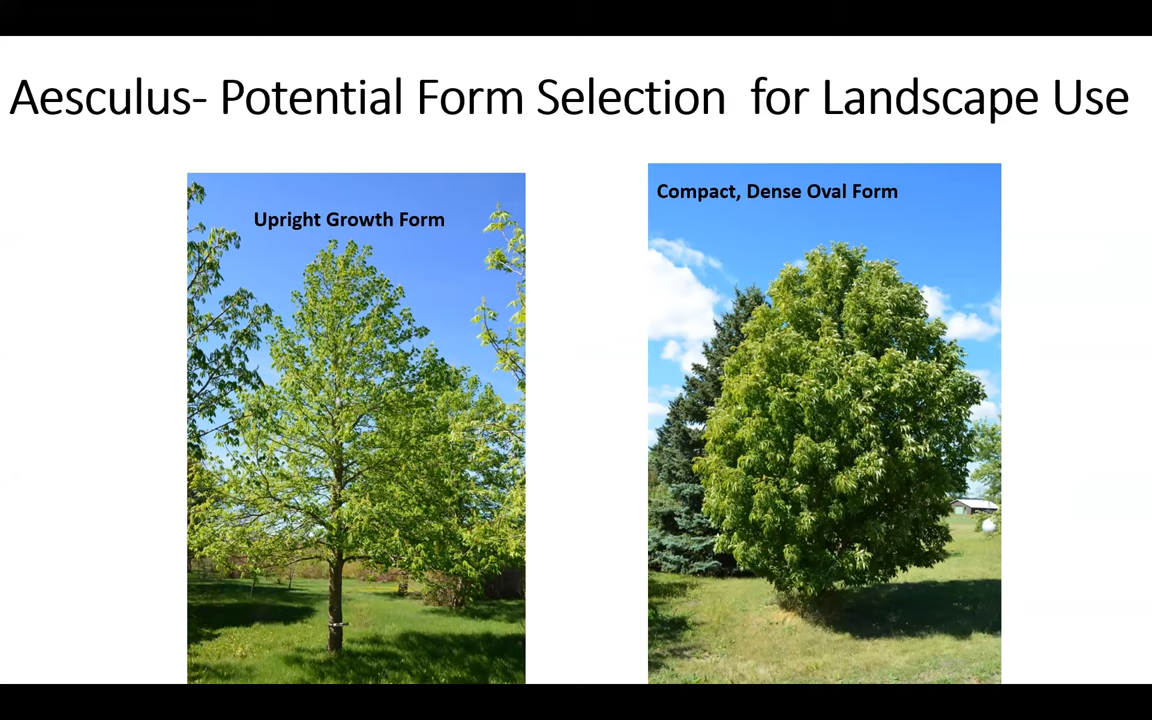 Aesculus- Potential Form Selection  for Landscape Use
Upright Growth Form
Compact, Dense Oval Form